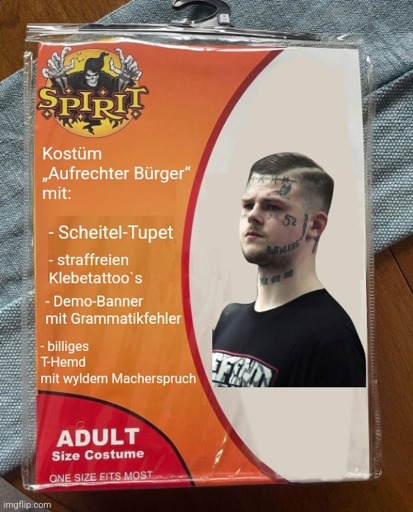 SPIRIT
Kostüm
„Aufrechter Bürger“
mit:
- Scheitel-Tupet
- straffreien
Klebetattoo`s
- Demo-Banner
mit Grammatikfehler
- billiges
T-Hemd
mit wyldem Macherspruch
ADULT
Size Costume
ONE SIZE FITS MOST
imgflip.com